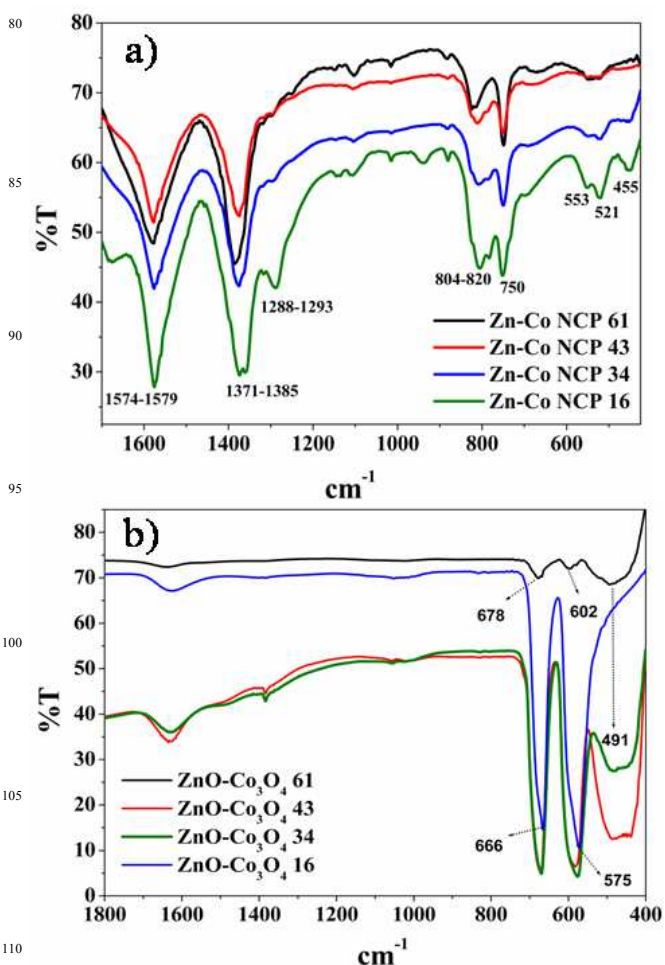 80
85
90
95
100
105
110
a)
80
70
60
50
40
30
%T
1574-1579
1371-1385
1288-1293
804-820
750
553
521
455
Zn-Co NCP 61
Zn-Co NCP 43
Zn-Co NCP 34
Zn-Co NCP 16
1600 1400 1200 1000 800 600
cm⁻¹
b)
80
70
60
50
40
30
20
10
0
%T
678
602
491
666
575
ZnO-Co₃O₄ 61
ZnO-Co₃O₄ 43
ZnO-Co₃O₄ 34
ZnO-Co₃O₄ 16
1800 1600 1400 1200 1000 800 600 400
cm⁻¹